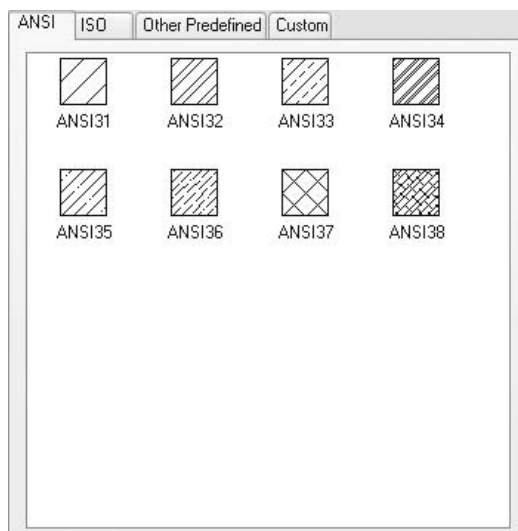 ANSI ISO Other Predefined Custom
ANSI31 ANSI32 ANSI33 ANSI34
ANSI35 ANSI36 ANSI37 ANSI38